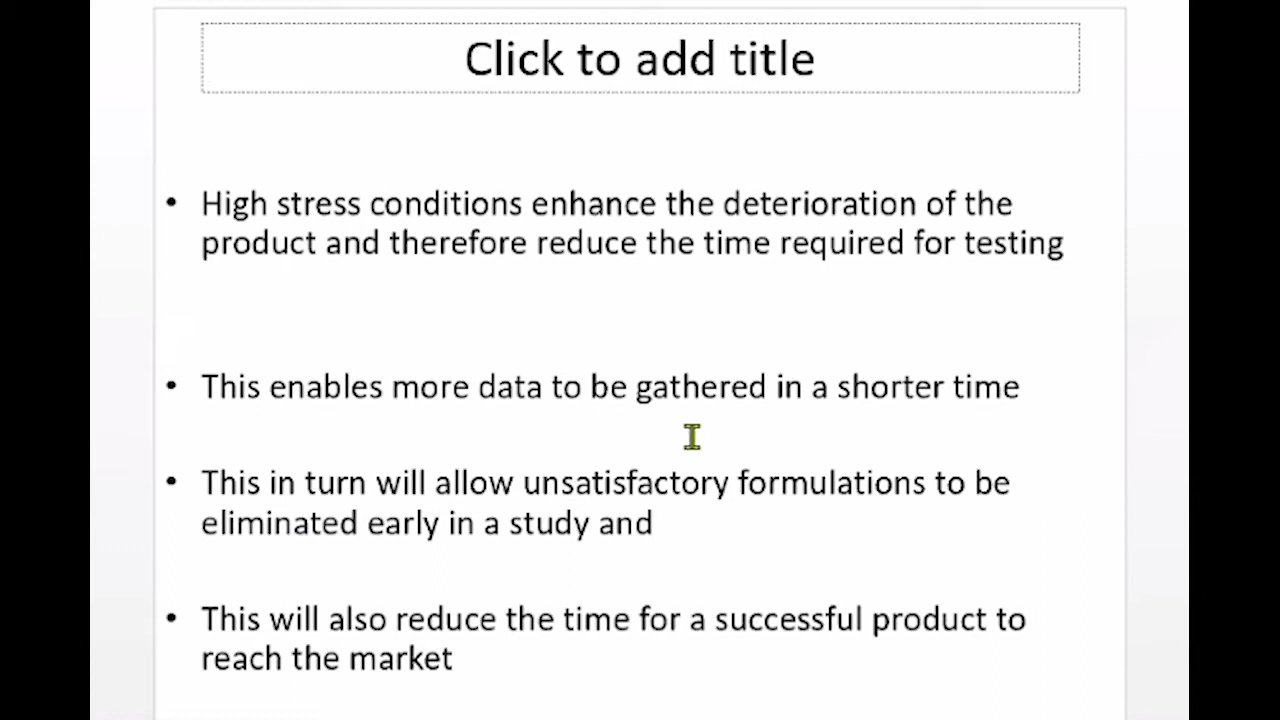 Click to add title
• High stress conditions enhance the deterioration of the
product and therefore reduce the time required for testing
• This enables more data to be gathered in a shorter time
• This in turn will allow unsatisfactory formulations to be
eliminated early in a study and
• This will also reduce the time for a successful product to
reach the market